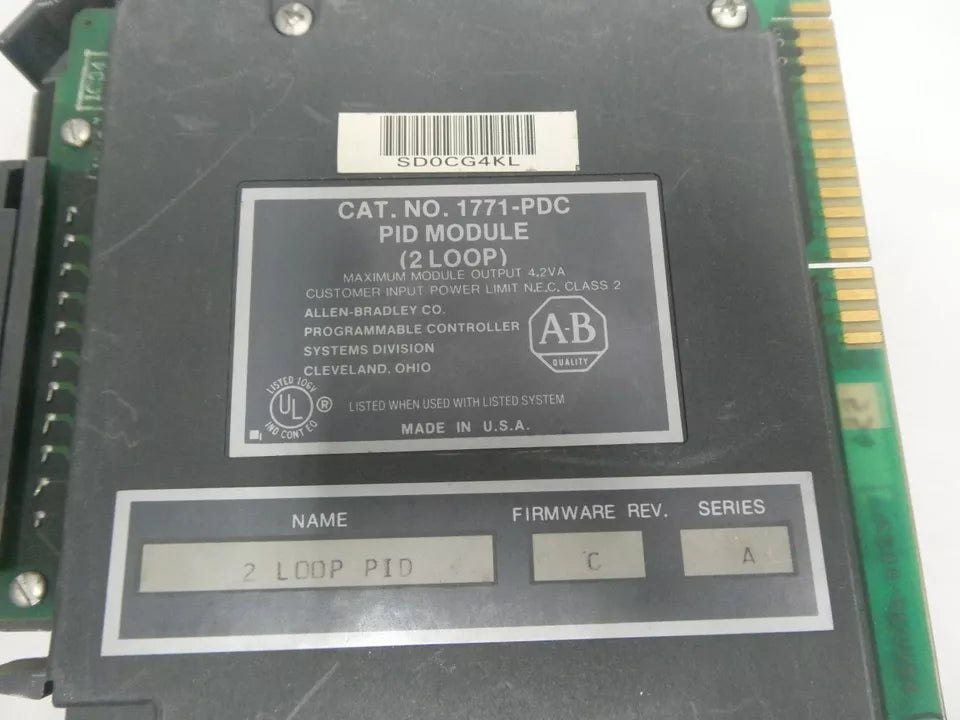 SD0CG4KL
CAT. NO. 1771-PDC
PID MODULE
(2 LOOP)
MAXIMUM MODULE OUTPUT 4.2VA
CUSTOMER INPUT POWER LIMIT N.E.C. CLASS 2
ALLEN-BRADLEY CO.
PROGRAMMABLE CONTROLLER
SYSTEMS DIVISION
CLEVELAND, OHIO
A-B
QUALITY
LISTED 106V
UL ®
IND CONT EQ
LISTED WHEN USED WITH LISTED SYSTEM
MADE IN U.S.A.
NAME FIRMWARE REV. SERIES
2 LOOP PID C A